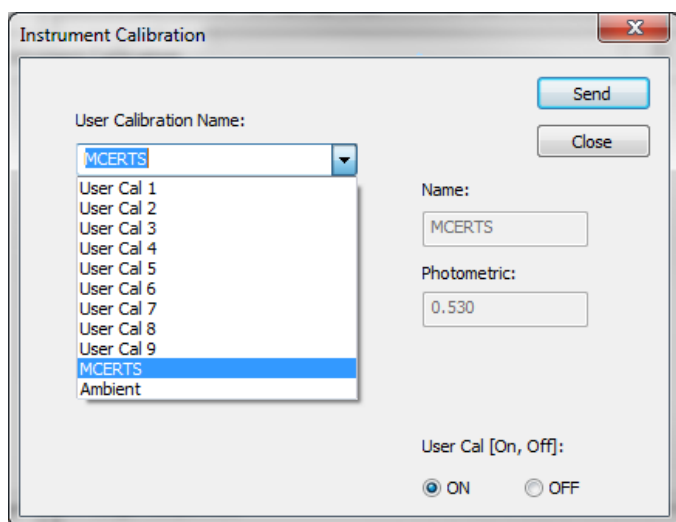 Instrument Calibration
Send
User Calibration Name:
Close
MCERTS
User Cal 1
User Cal 2
User Cal 3
User Cal 4
User Cal 5
User Cal 6
User Cal 7
User Cal 8
User Cal 9
MCERTS
Ambient
Name:
MCERTS
Photometric:
0.530
User Cal [On, Off]:
ON OFF